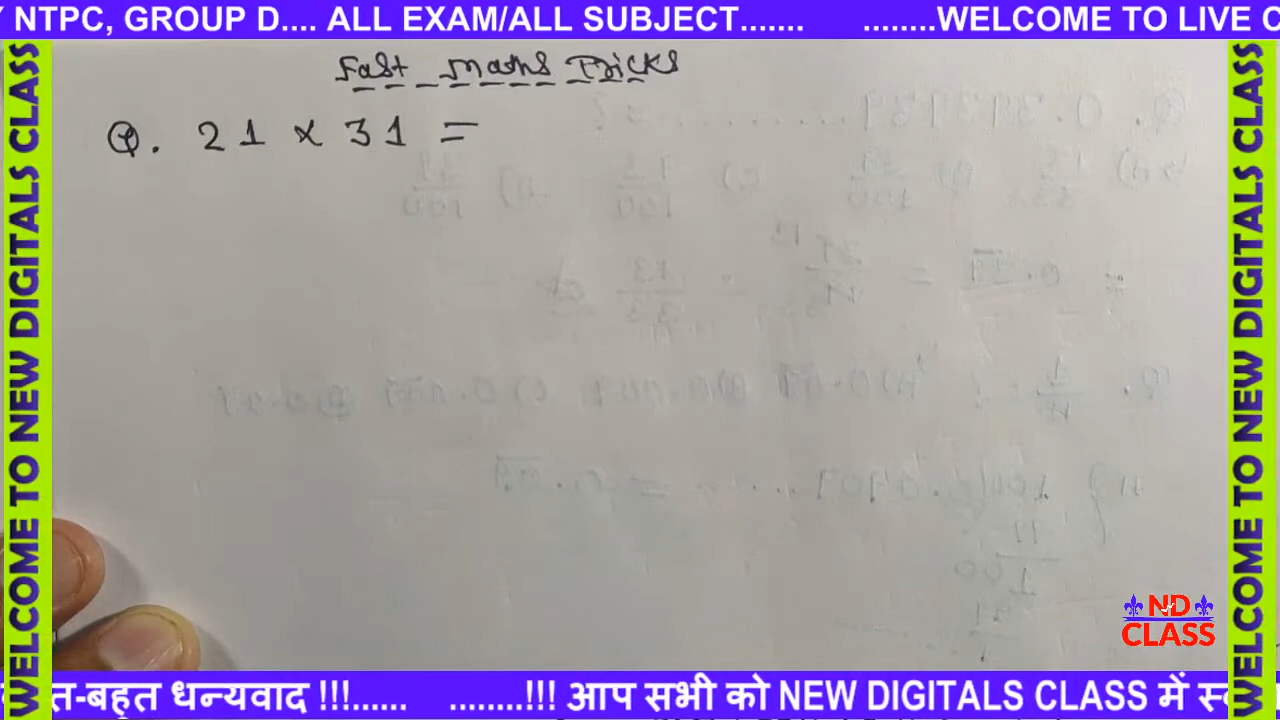 NTPC, GROUP D.... ALL EXAM/ALL SUBJECT....... ........WELCOME TO LIVE
Fast Maths Tricks
Q. 21 × 31 =
WELCOME TO NEW DIGITALS CLASS
WELCOME TO NEW DIGITALS CLASS
ND
CLASS
त-बहुत धन्यवाद !!!...... ........!!! आप सभी को NEW DIGITALS CLASS में